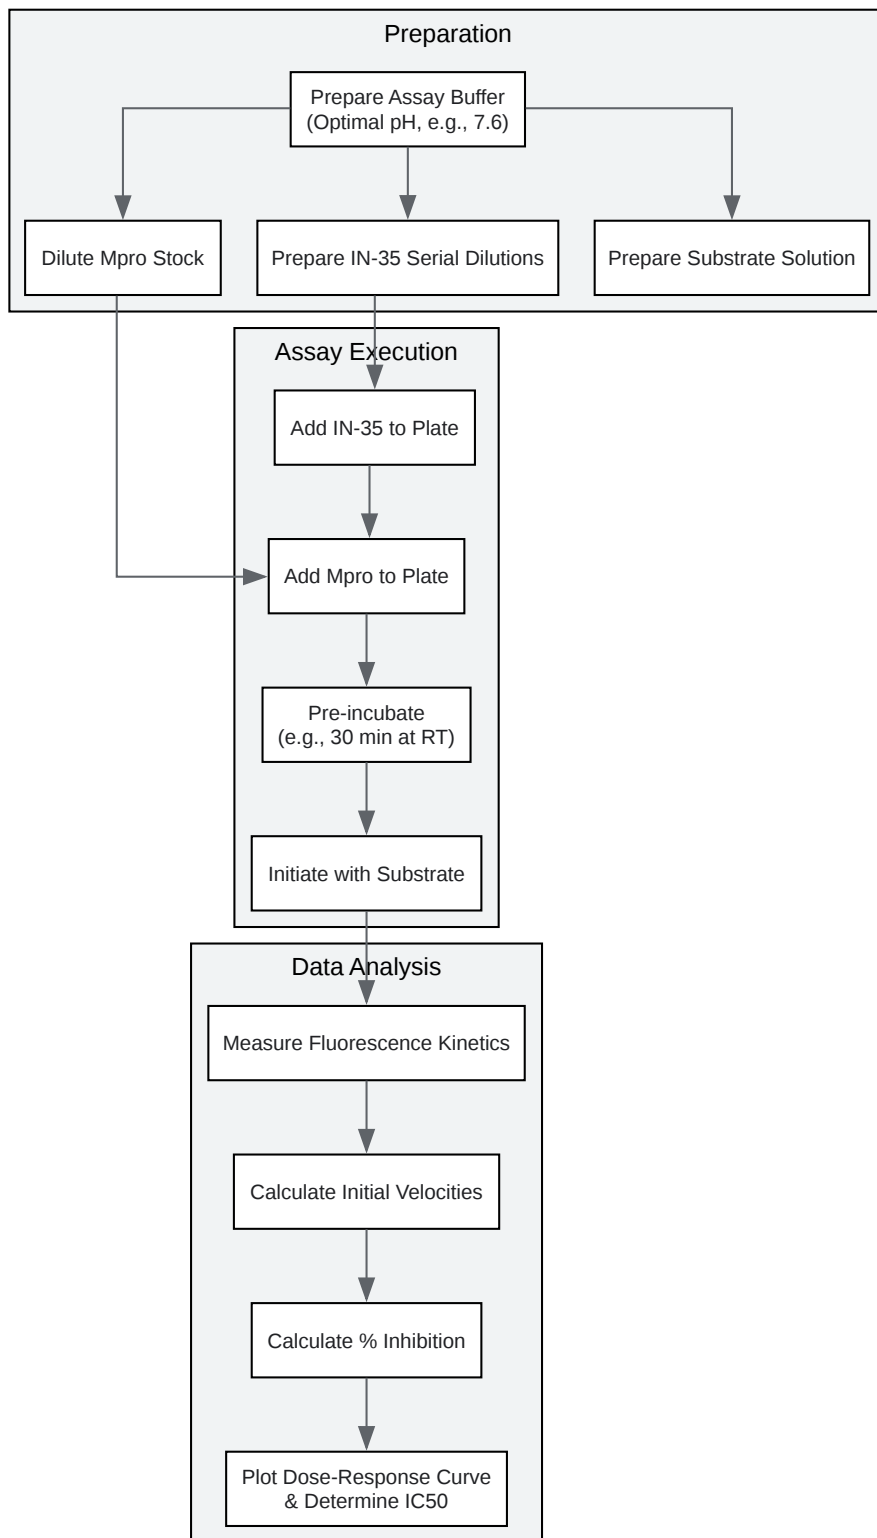 Preparation
Prepare Assay Buffer
(Optimal pH, e.g., 7.6)
Dilute Mpro Stock
Prepare IN-35 Serial Dilutions
Prepare Substrate Solution
Assay Execution
Add IN-35 to Plate
Add Mpro to Plate
Pre-incubate
(e.g., 30 min at RT)
Initiate with Substrate
Data Analysis
Measure Fluorescence Kinetics
Calculate Initial Velocities
Calculate % Inhibition
Plot Dose-Response Curve
& Determine IC50